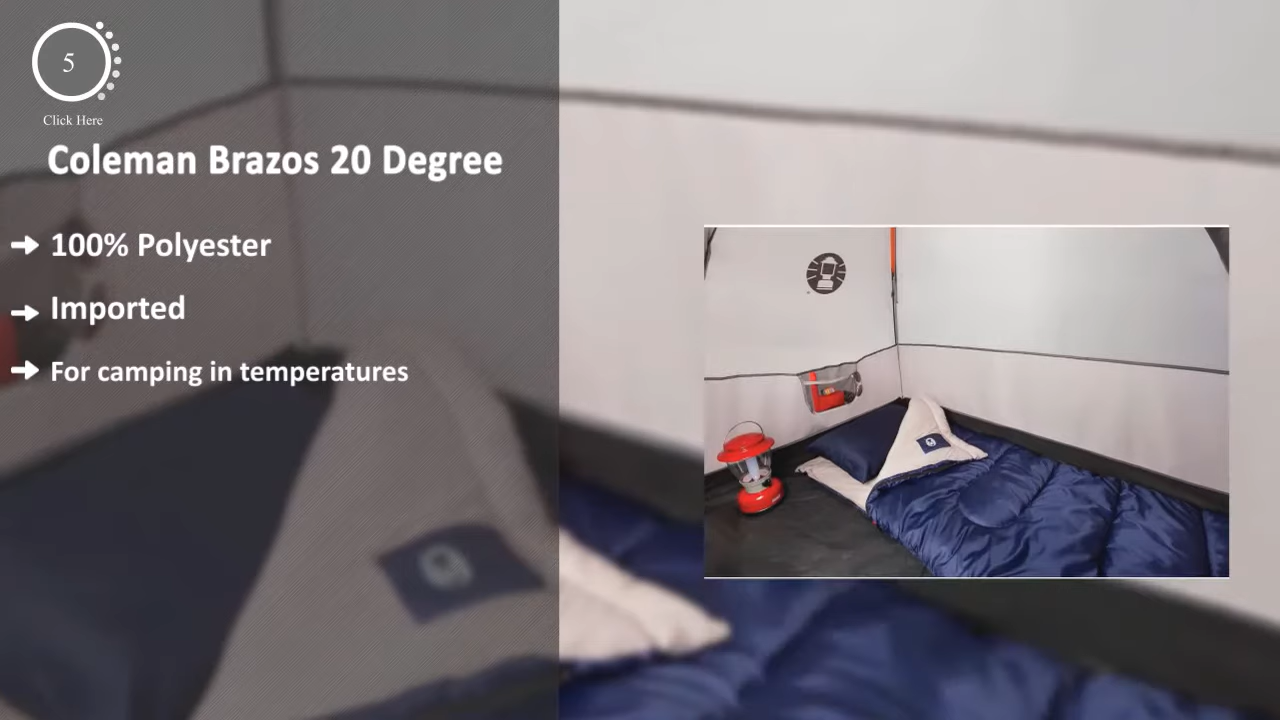 5
Click Here
Coleman Brazos 20 Degree
100% Polyester
Imported
For camping in temperatures